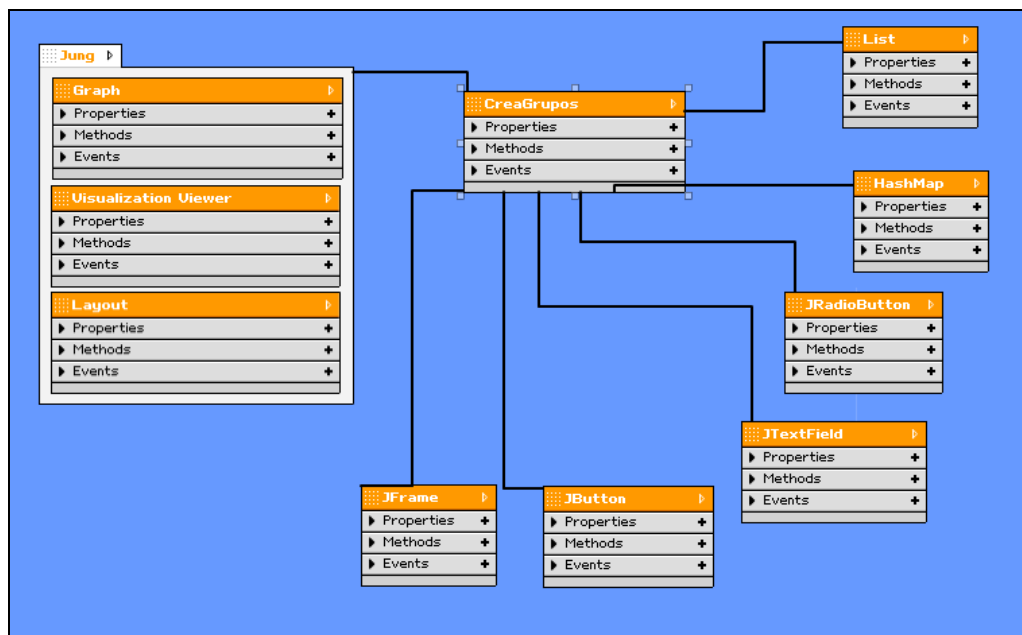 Jung
Graph
Properties
Methods
Events
Visualization Viewer
Properties
Methods
Events
Layout
Properties
Methods
Events
CreaGrupos
Properties
Methods
Events
List
Properties
Methods
Events
HashMap
Properties
Methods
Events
JRadioButton
Properties
Methods
Events
JTextField
Properties
Methods
Events
JFrame
Properties
Methods
Events
JButton
Properties
Methods
Events